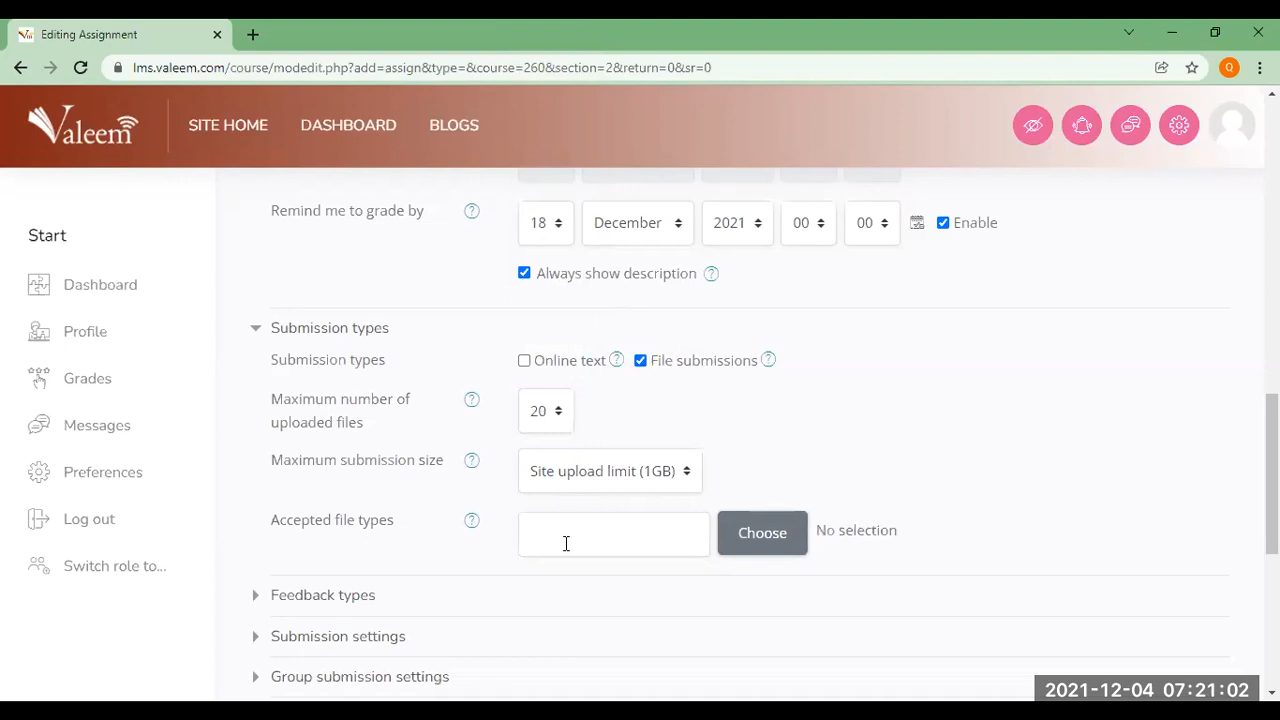 Editing Assignment
lms.valeem.com/course/modedit.php?add=assign&type=&course=260&section=2&return=0&sr=0
Q
Valeem
SITE HOME
DASHBOARD
BLOGS
Start
Dashboard
Profile
Grades
Messages
Preferences
Log out
Switch role to...
Remind me to grade by
18 December 2021 00 00 Enable
Always show description
Submission types
Submission types Online text File submissions
Maximum number of
uploaded files
20
Maximum submission size Site upload limit (1GB)
Accepted file types Choose No selection
Feedback types
Submission settings
Group submission settings
2021-12-04 07:21:02